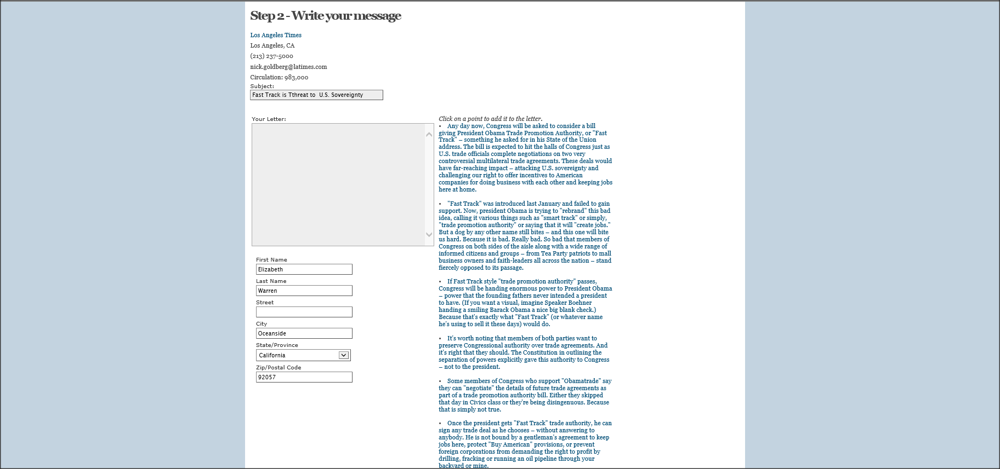 Step 2 - Write your message
Los Angeles Times
Los Angeles, CA
(213) 237-5000
nick.goldberg@latimes.com
Circulation: 983,000
Subject:
Fast Track is Tthreat to  U.S. Sovereignty
Your Letter:
First Name
Elizabeth
Last Name
Warren
Street
City
Oceanside
State/Province
California
Zip/Postal Code
92057
Click on a point to add it to the letter.
• Any day now, Congress will be asked to consider a bill
giving President Obama Trade Promotion Authority, or "Fast
Track" – something he asked for in his State of the Union
address. The bill is expected to hit the halls of Congress just as
U.S. trade officials complete negotiations on two very
controversial multilateral trade agreements. These deals would
have far-reaching impact – attacking U.S. sovereignty and
challenging our right to offer incentives to American
companies for doing business with each other and keeping jobs
here at home.
• "Fast Track" was introduced last January and failed to gain
support. Now, president Obama is trying to "rebrand" this bad
idea, calling it various things such as "smart track" or simply,
"trade promotion authority" or saying that it will "create jobs."
But a dog by any other name still bites – and this one will bite
us hard. Because it is bad. Really bad. So bad that members of
Congress on both sides of the aisle along with a wide range of
informed citizens and groups – from Tea Party patriots to mall
business owners and faith-leaders all across the nation – stand
fiercely opposed to its passage.
• If Fast Track style "trade promotion authority" passes,
Congress will be handing enormous power to President Obama
– power that the founding fathers never intended a president
to have. (If you want a visual, imagine Speaker Boehner
handing a smiling Barack Obama a nice big blank check.)
Because that's exactly what "Fast Track" (or whatever name
he's using to sell it these days) would do.
• It's worth noting that members of both parties want to
preserve Congressional authority over trade agreements. And
it's right that they should. The Constitution in outlining the
separation of powers explicitly gave this authority to Congress
– not to the president.
• Some members of Congress who support "Obamatrade" say
they can "negotiate" the details of future trade agreements as
part of a trade promotion authority bill. Either they skipped
that day in Civics class or they're being disingenuous. Because
that is simply not true.
• Once the president gets "Fast Track" trade authority, he can
sign any trade deal as he chooses – without answering to
anybody. He is not bound by a gentleman's agreement to keep
jobs here, protect "Buy American" provisions, or prevent
foreign corporations from demanding the right to profit by
drilling, fracking or running an oil pipeline through your
backyard or mine.